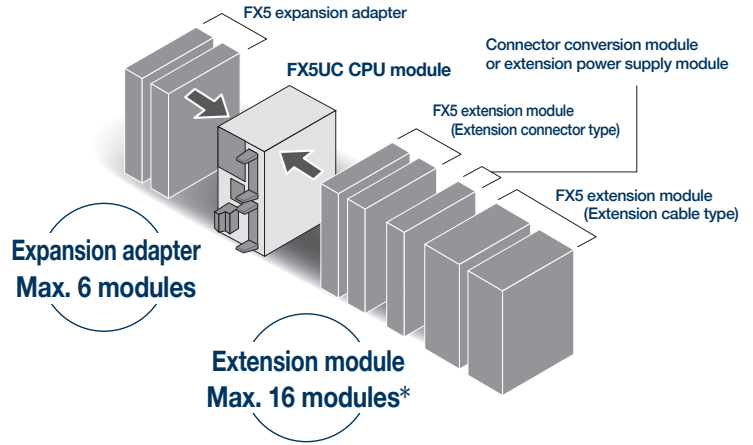 FX5 expansion adapter
FX5UC CPU module
Connector conversion module
or extension power supply module
FX5 extension module
(Extension connector type)
FX5 extension module
(Extension cable type)
Expansion adapter
Max. 6 modules
Extension module
Max. 16 modules*